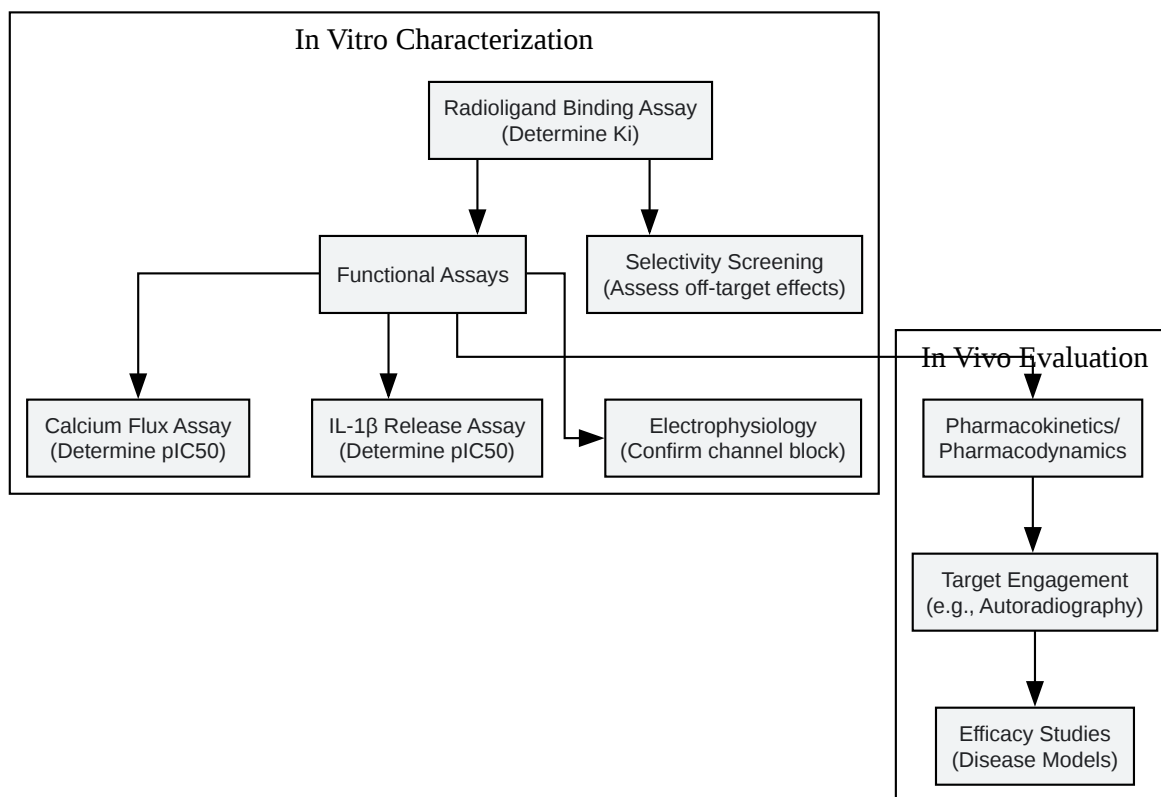 In Vitro Characterization
Radioligand Binding Assay
(Determine Ki)
Functional Assays
Selectivity Screening
(Assess off-target effects)
Calcium Flux Assay
(Determine pIC50)
IL-1β Release Assay
(Determine pIC50)
Electrophysiology
(Confirm channel block)
In Vivo Evaluation
Pharmacokinetics/
Pharmacodynamics
Target Engagement
(e.g., Autoradiography)
Efficacy Studies
(Disease Models)